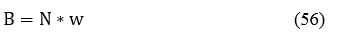 B = N * w (56)